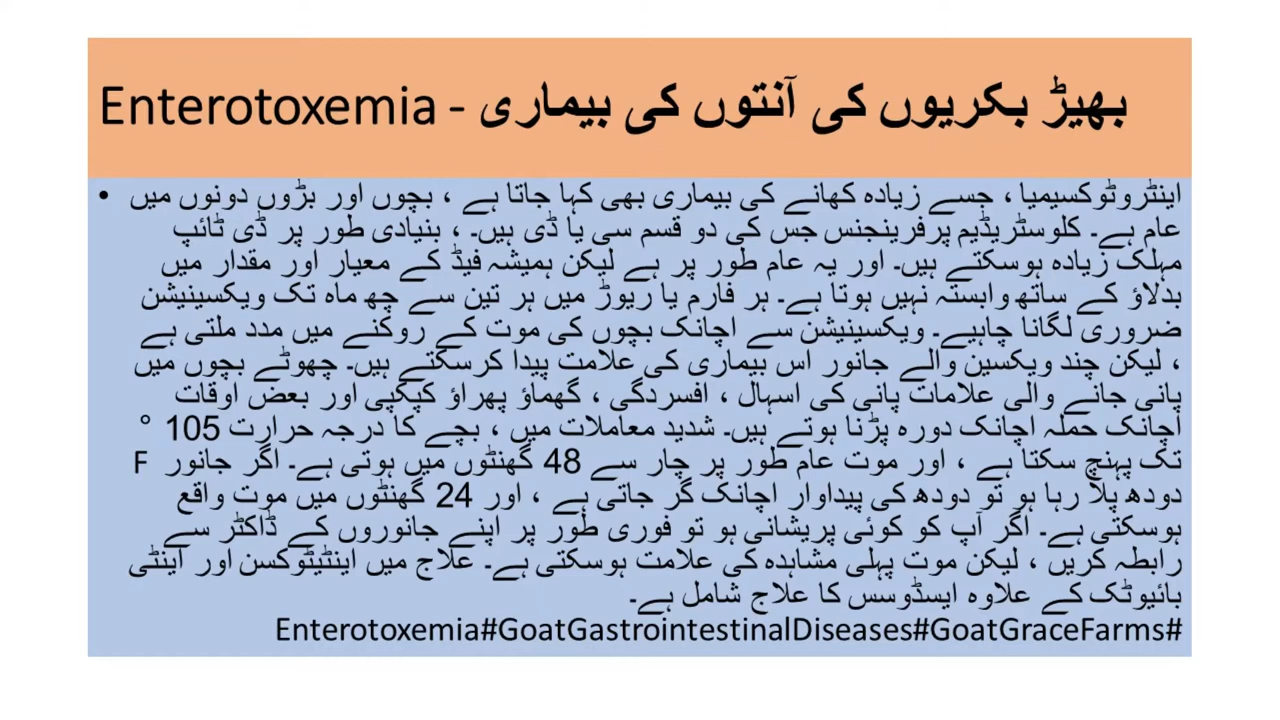 بھیڑ بکریوں کی آنتوں کی بیماری - Enterotoxemia
• اینٹروٹوکسیمیا ، جسے زیادہ کھانے کی بیماری بھی کہا جاتا ہے ، بچوں اور بڑوں دونوں میں
عام ہے۔ کلوسٹریڈیم پرفرینجنس جس کی دو قسم سی یا ڈی ہیں۔ ، بنیادی طور پر ڈی ٹائپ
مہلک زیادہ ہوسکتے ہیں۔ اور یہ عام طور پر ہے لیکن ہمیشہ فیڈ کے معیار اور مقدار میں
بدلاؤ کے ساتھ وابستہ نہیں ہوتا ہے۔ ہر فارم یا ریوڑ میں ہر تین سے چھ ماہ تک ویکسینیشن
ضروری لگانا چاہیے۔ ویکسینیشن سے اچانک بچوں کی موت کے روکنے میں مدد ملتی ہے
، لیکن چند ویکسین والے جانور اس بیماری کی علامت پیدا کرسکتے ہیں۔ چھوٹے بچوں میں
پانی جانے والی علامات پانی کی اسہال ، افسردگی ، گھماؤ پھراؤ کپکپی اور بعض اوقات
اچانک حملہ اچانک دورہ پڑنا ہوتے ہیں۔ شدید معاملات میں ، بچے کا درجہ حرارت 105 °
F تک پہنچ سکتا ہے ، اور موت عام طور پر چار سے 48 گھنٹوں میں ہوتی ہے۔ اگر جانور
دودھ پلا رہا ہو تو دودھ کی پیداوار اچانک گر جاتی ہے ، اور 24 گھنٹوں میں موت واقع
ہوسکتی ہے۔ اگر آپ کو کوئی پریشانی ہو تو فوری طور پر اپنے جانوروں کے ڈاکٹر سے
رابطہ کریں ، لیکن موت پہلی مشاہدہ کی علامت ہوسکتی ہے۔ علاج میں اینٹیٹوکسن اور اینٹی
بائیوٹک کے علاوہ ایسڈوسس کا علاج شامل ہے۔
Enterotoxemia#GoatGastrointestinalDiseases#GoatGraceFarms#